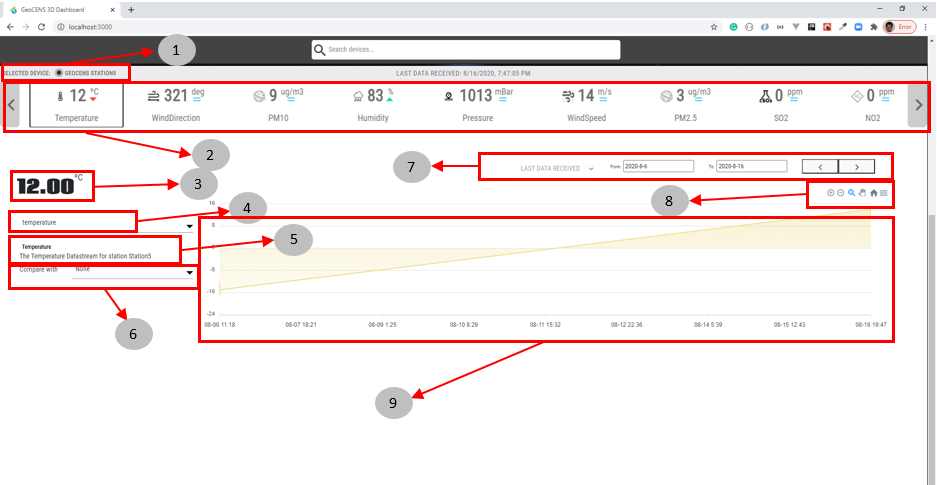 GeoCENS 3D Dashboard
localhost:3000
Error
Search devices...
1
SELECTED DEVICE: GEOCENS STATIONS
LAST DATA RECEIVED: 8/16/2020, 7:47:05 PM
12 °C
Temperature
321 deg
WindDirection
9 ug/m3
PM10
83 %
Humidity
1013 mBar
Pressure
14 m/s
WindSpeed
3 ug/m3
PM2.5
0 ppm
SO2
0 ppm
NO2
2
7
LAST DATA RECEIVED
From: 2020-8-6
To: 2020-8-16
3
12.00 °C
8
4
temperature
5
Temperature
The Temperature Datastream for station Station5
Compare with None
6
16
8
-8
-16
-24
08-06 11:18 08-07 18:21 08-09 1:25 08-10 8:29 08-11 15:32 08-12 22:36 08-14 5:39 08-15 12:43 08-16 19:47
9